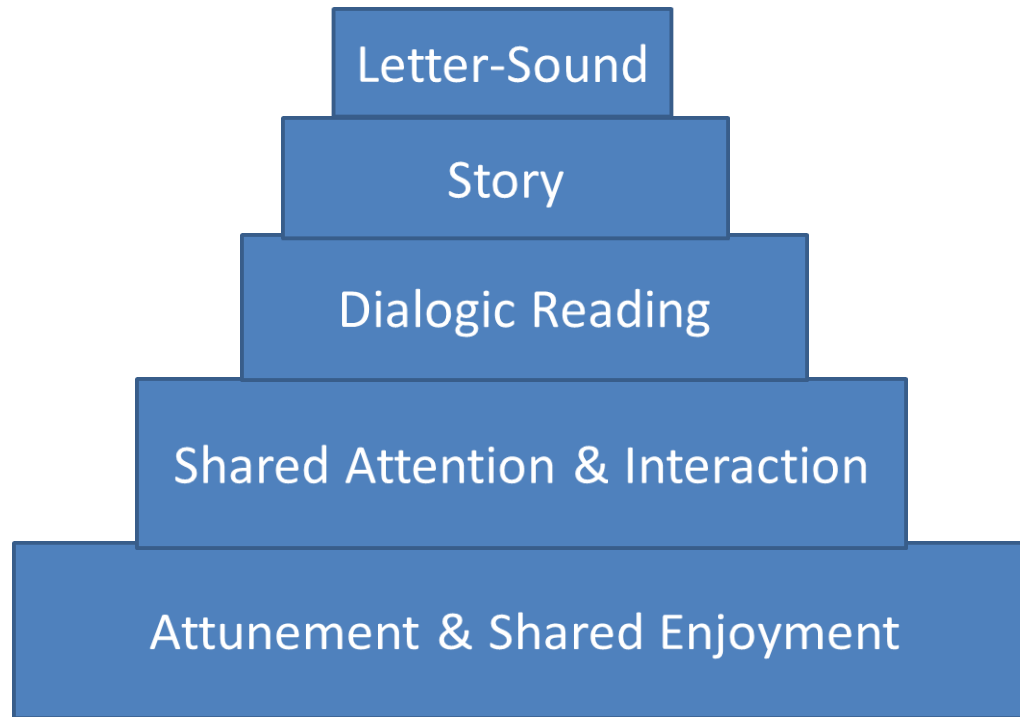 Letter-Sound
Story
Dialogic Reading
Shared Attention & Interaction
Attunement & Shared Enjoyment